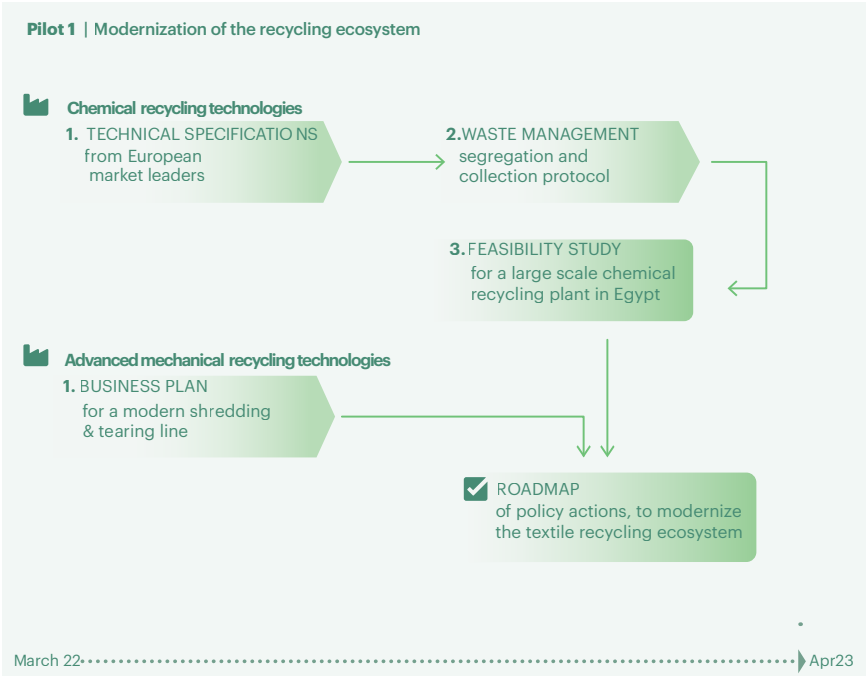 Pilot 1 | Modernization of the recycling ecosystem
Chemical recycling technologies
1. TECHNICAL SPECIFICATIONS
from European
market leaders
2. WASTE MANAGEMENT
segregation and
collection protocol
3. FEASIBILITY STUDY
for a large scale chemical
recycling plant in Egypt
Advanced mechanical recycling technologies
1. BUSINESS PLAN
for a modern shredding
& tearing line
ROADMAP
of policy actions, to modernize
the textile recycling ecosystem
March 22
Apr23